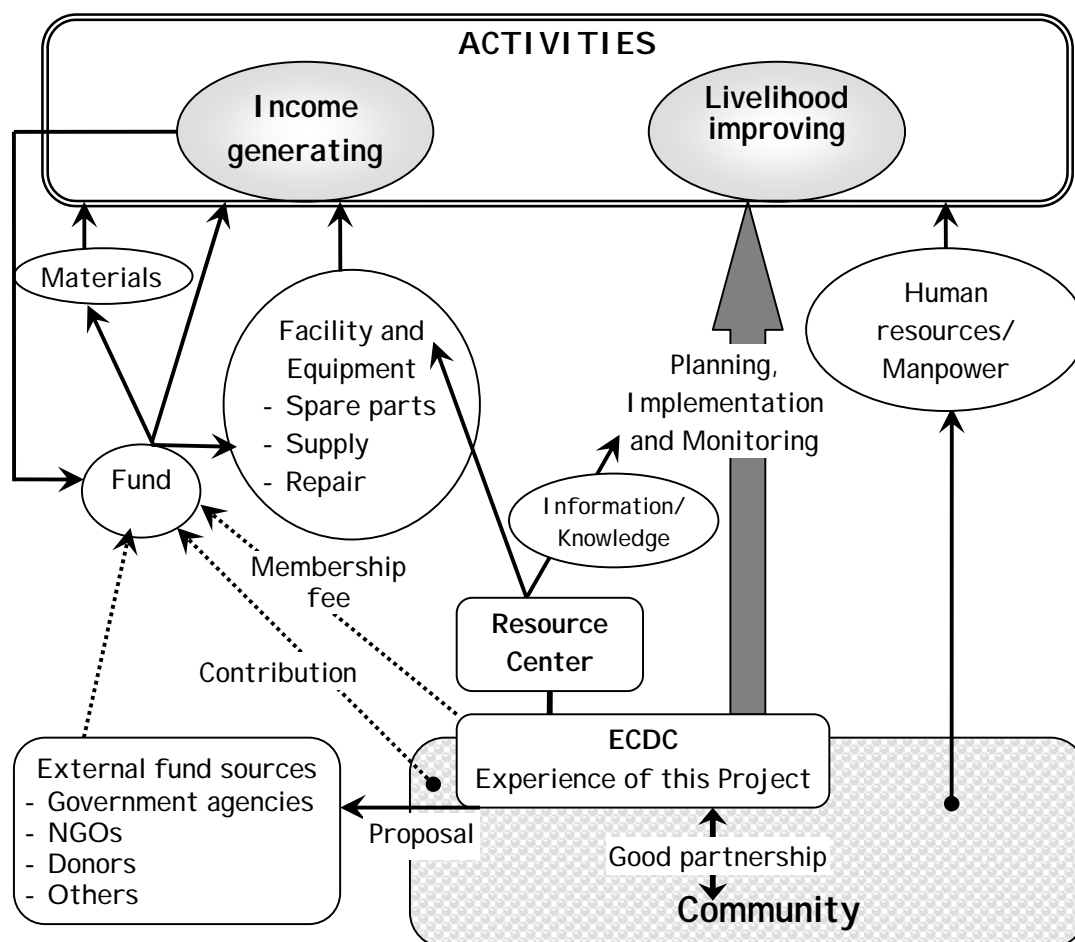 ACTIVITIES
Income
generating
Livelihood
improving
Materials
Facility and
Equipment
- Spare parts
- Supply
- Repair
Human
resources/
Manpower
Planning,
Implementation
and Monitoring
Fund
Information/
Knowledge
Membership
fee
Resource
Center
Contribution
ECDC
Experience of this Project
External fund sources
- Government agencies
- NGOs
- Donors
- Others
Proposal
Good partnership
Community